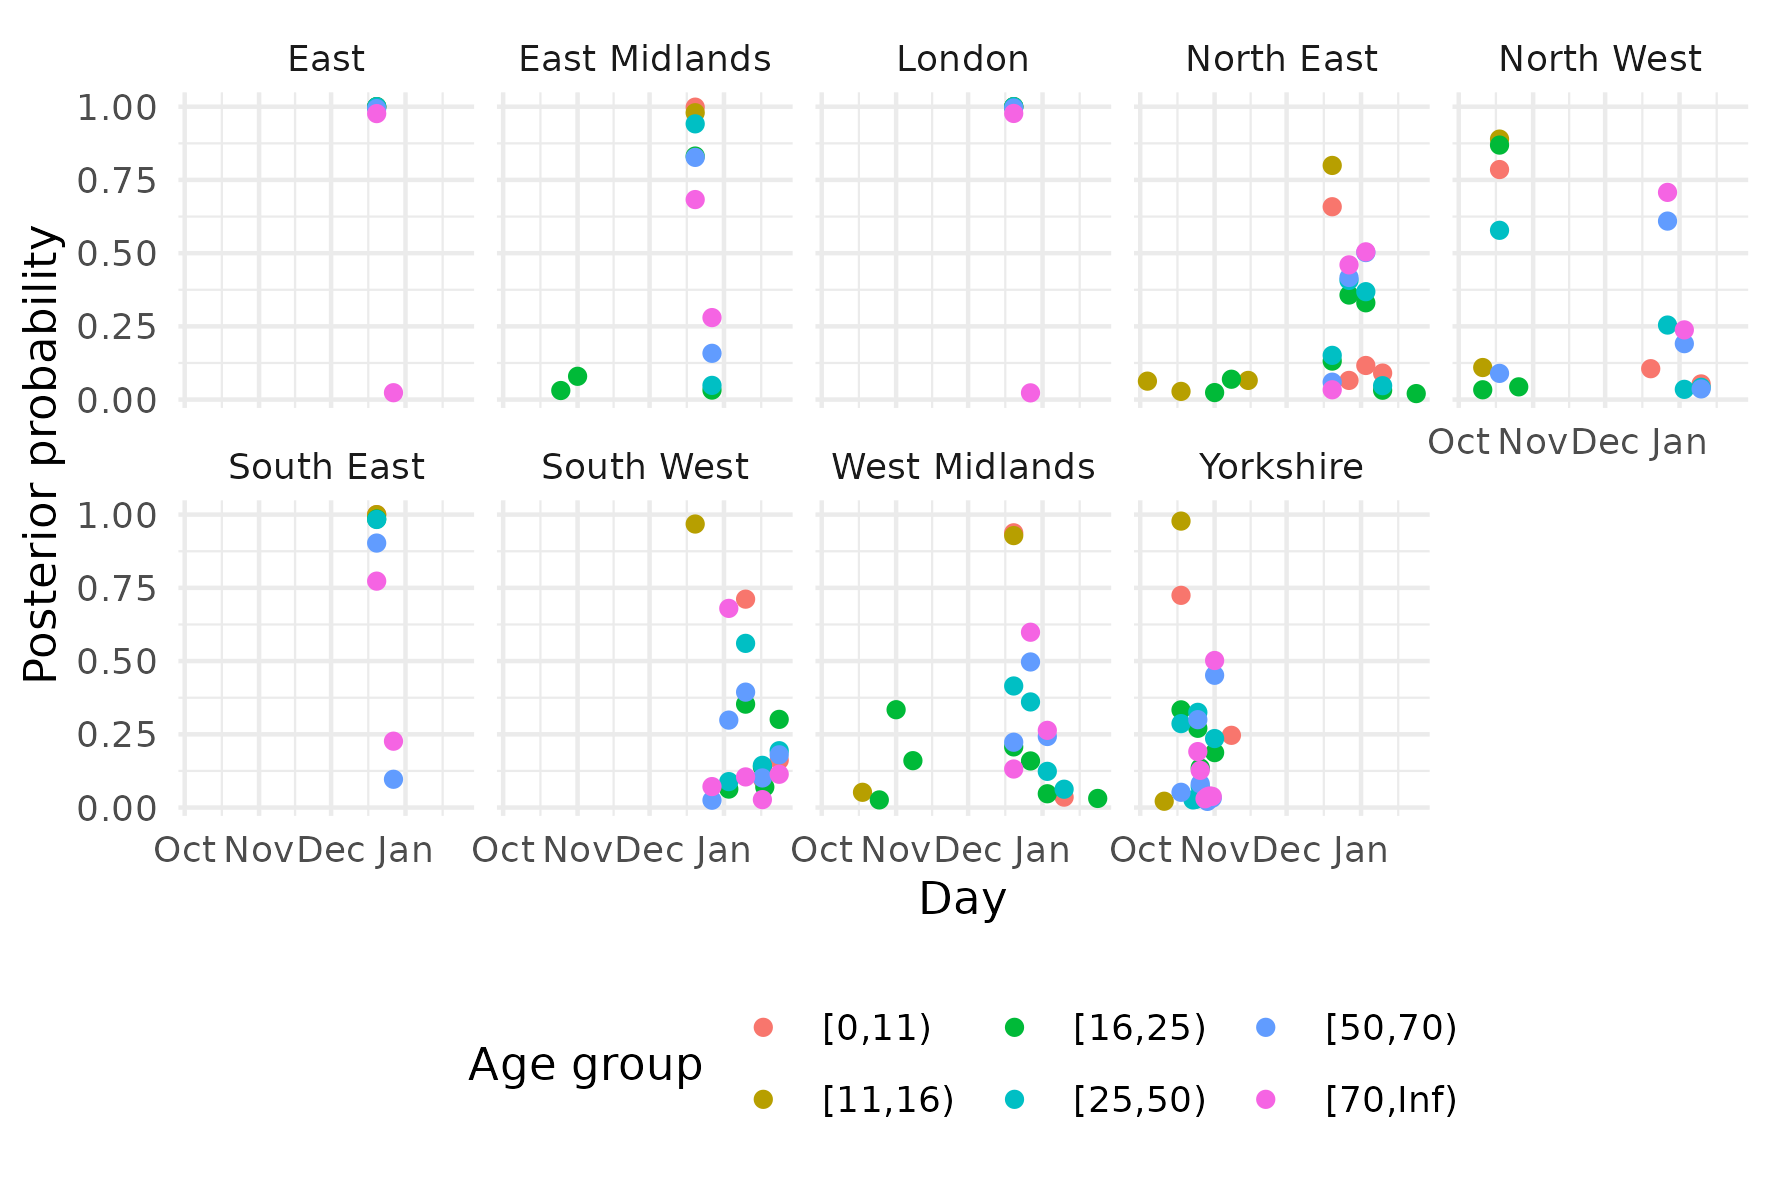 East East Midlands London North East North West
1.00
0.75
0.50
0.25
0.00
Oct Nov Dec Jan
South East South West West Midlands Yorkshire
1.00
0.75
0.50
0.25
0.00
Oct Nov Dec Jan Oct Nov Dec Jan Oct Nov Dec Jan Oct Nov Dec Jan
Posterior probability
Day
Age group
[0,11) [16,25) [50,70)
[11,16) [25,50) [70,Inf)